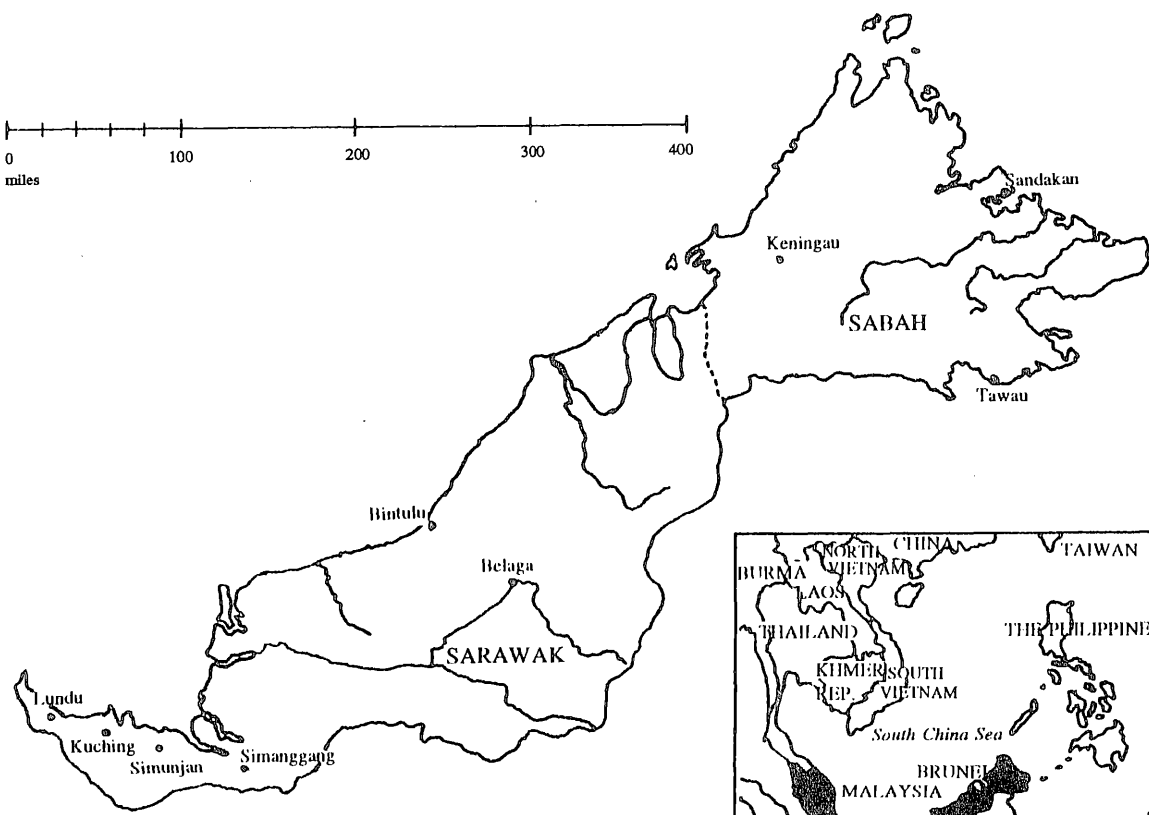 0 100 200 300 400
miles
Sandakan
Keningau
SABAH
Tawau
Bintulu
Belaga
SARAWAK
Lundu
Kuching
Simunjan
Simanggang
CHINA
TAIWAN
NORTH
VIETNAM
BURMA
LAOS
THAILAND
THE PHILIPPINE
KHMER
REP.
SOUTH
VIETNAM
South China Sea
BRUNEI
MALAYSIA